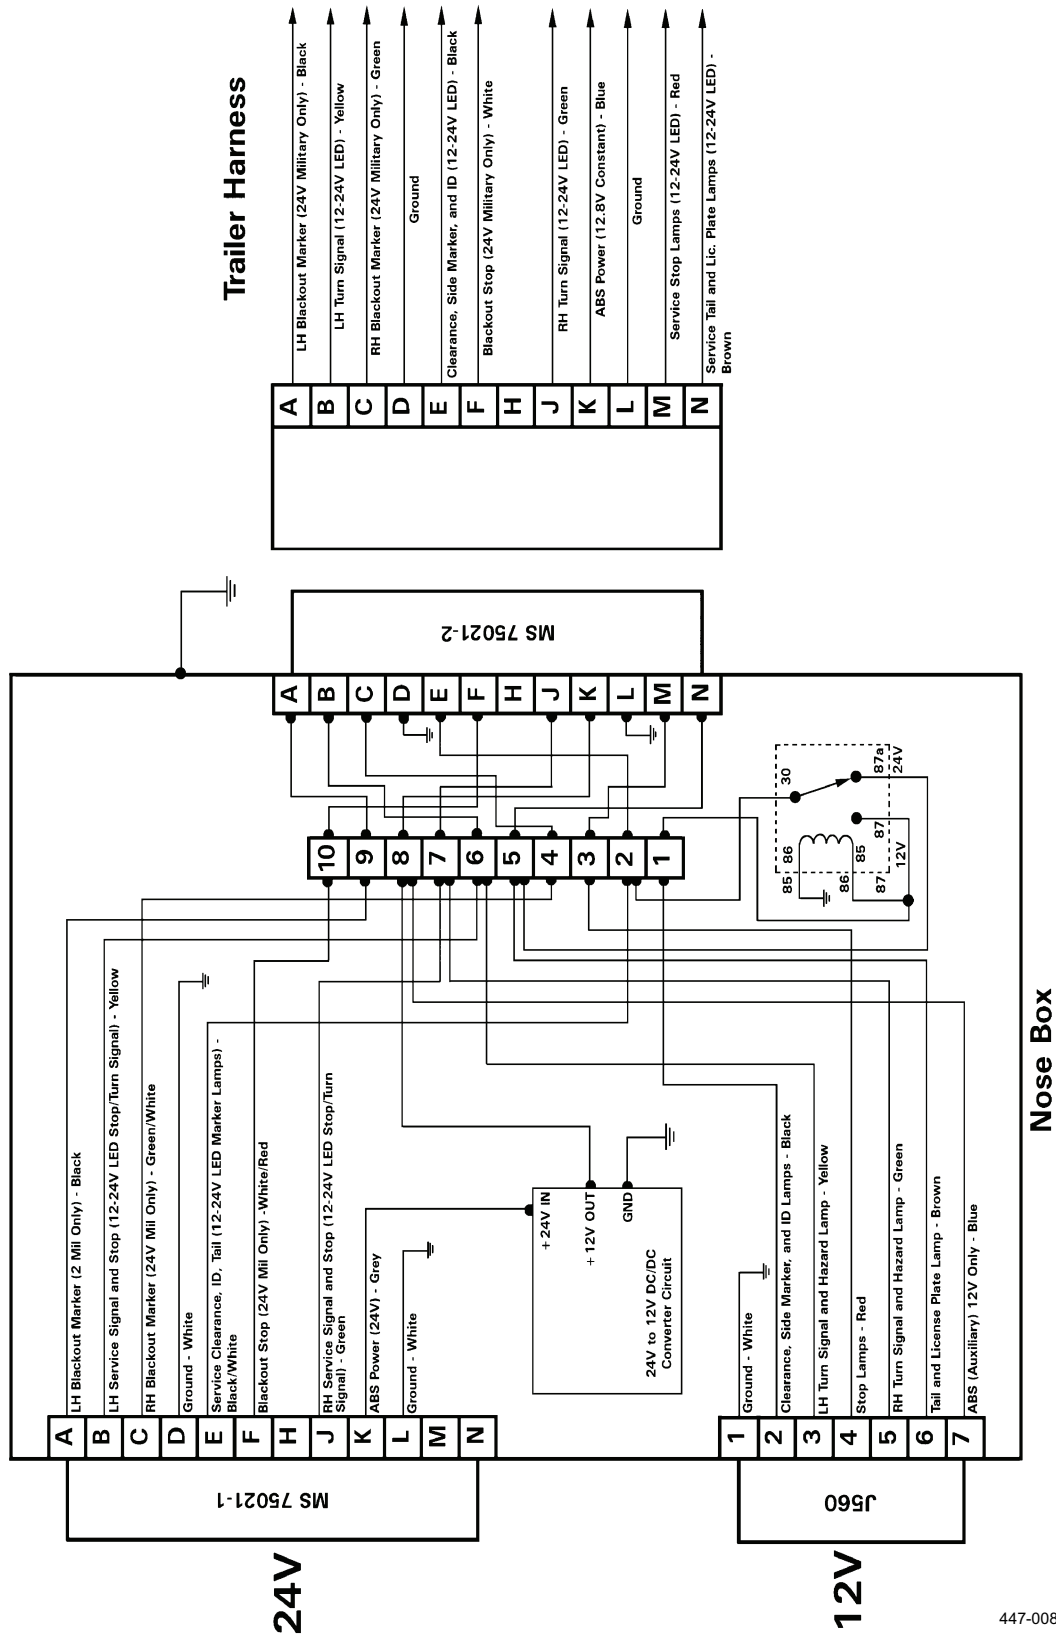 Trailer Harness
LH Blackout Marker (24V Military Only) - Black
LH Turn Signal (12-24V LED) - Yellow
RH Blackout Marker (24V Military Only) - Green
Ground
Clearance, Side Marker, and ID (12-24V LED) - Black
Blackout Stop (24V Military Only) - White
RH Turn Signal (12-24V LED) - Green
ABS Power (12.8V Constant) - Blue
Ground
Service Stop Lamps (12-24V LED) - Red
Service Tail and Lic. Plate Lamps (12-24V LED) -
Brown
A
B
C
D
E
F
H
J
K
L
M
N
MS 75021-2
A
B
C
D
E
F
H
J
K
L
M
N
10
9
8
7
6
5
4
3
2
1
30
87a
24V
87
12V
86
85
85
86
87
Nose Box
LH Blackout Marker (2 Mil Only) - Black
LH Service Signal and Stop (12-24V LED Stop/Turn Signal) - Yellow
RH Blackout Marker (24V Mil Only) - Green/White
Ground - White
Service Clearance, ID, Tail (12-24V LED Marker Lamps) -
Black/White
Blackout Stop (24V Mil Only) -White/Red
RH Service Signal and Stop (12-24V LED Stop/Turn
Signal) - Green
ABS Power (24V) - Grey
Ground - White
+24V IN
+12V OUT
GND
24V to 12V DC/DC
Converter Circuit
Ground - White
Clearance, Side Marker, and ID Lamps - Black
LH Turn Signal and Hazard Lamp - Yellow
Stop Lamps - Red
RH Turn Signal and Hazard Lamp - Green
Tail and License Plate Lamp - Brown
ABS (Auxiliary) 12V Only - Blue
A
B
C
D
E
F
H
J
K
L
M
N
1
2
3
4
5
6
7
MS 75021-1
J560
24V
12V
447-008